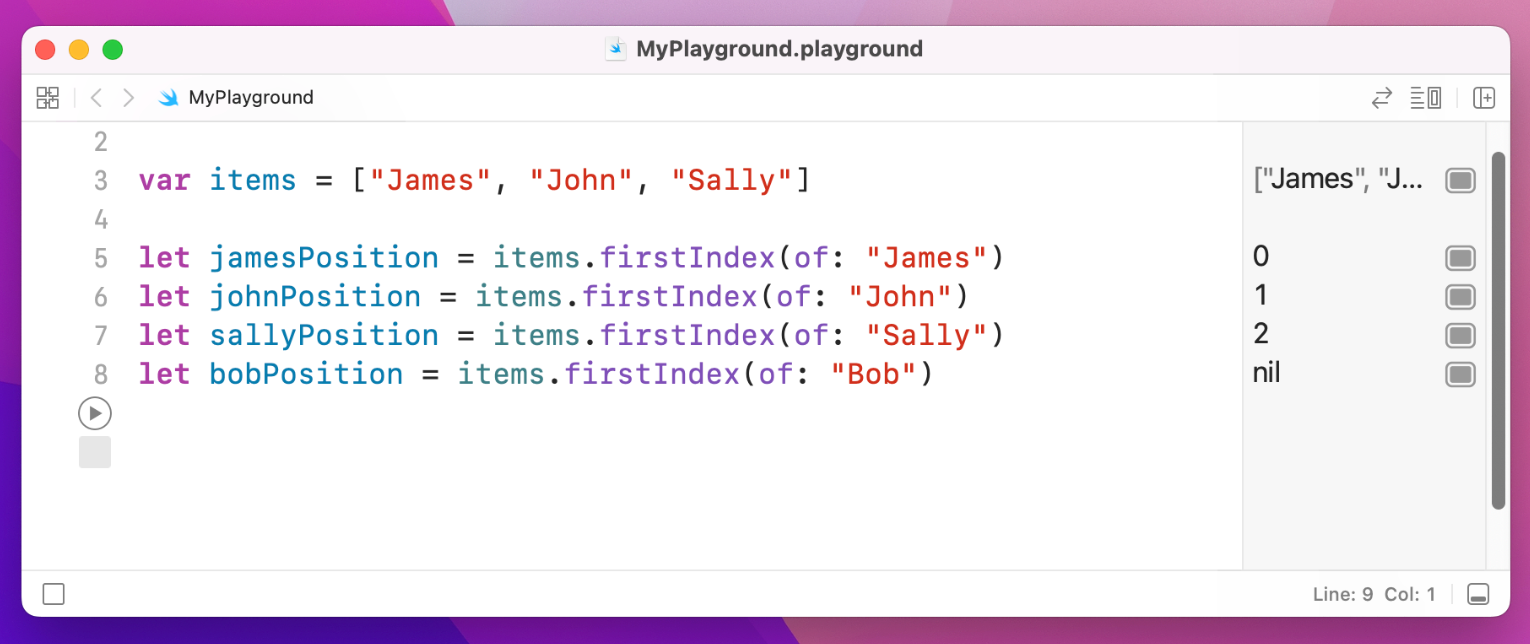 MyPlayground.playground
MyPlayground
2
3 var items = ["James", "John", "Sally"] ["James", "J...
4
5 let jamesPosition = items.firstIndex(of: "James") 0
6 let johnPosition = items.firstIndex(of: "John") 1
7 let sallyPosition = items.firstIndex(of: "Sally") 2
8 let bobPosition = items.firstIndex(of: "Bob") nil
Line: 9 Col: 1